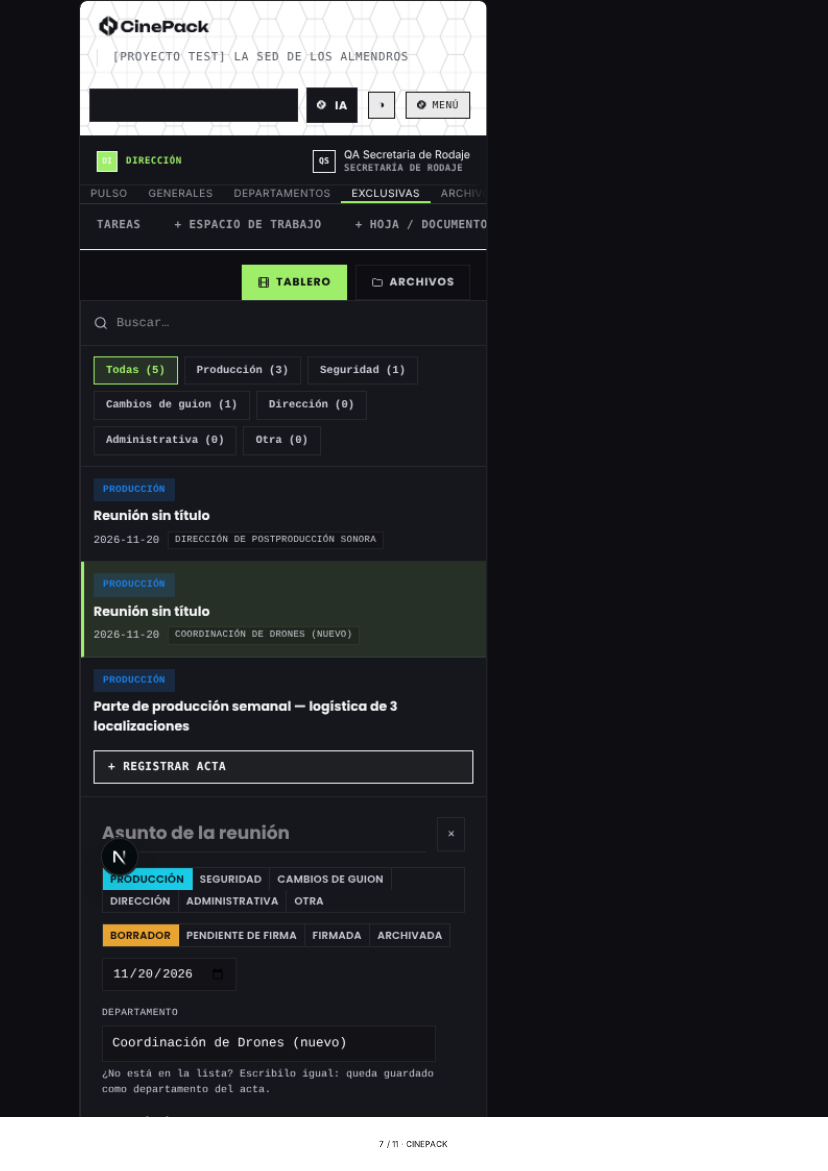 CinePack
[PROYECTO TEST] LA SED DE LOS ALMENDROS
IA
MENÚ
DI DIRECCIÓN
QS QA Secretaria de Rodaje
SECRETARÍA DE RODAJE
PULSO GENERALES DEPARTAMENTOS EXCLUSIVAS ARCHIV
TAREAS + ESPACIO DE TRABAJO + HOJA / DOCUMENTO
TABLERO ARCHIVOS
Buscar…
Todas (5) Producción (3) Seguridad (1)
Cambios de guion (1) Dirección (0)
Administrativa (0) Otra (0)
PRODUCCIÓN
Reunión sin título
2026-11-20 DIRECCIÓN DE POSTPRODUCCIÓN SONORA
PRODUCCIÓN
Reunión sin título
2026-11-20 COORDINACIÓN DE DRONES (NUEVO)
PRODUCCIÓN
Parte de producción semanal — logística de 3
localizaciones
+ REGISTRAR ACTA
Asunto de la reunión ×
N
PRODUCCIÓN SEGURIDAD CAMBIOS DE GUION
DIRECCIÓN ADMINISTRATIVA OTRA
BORRADOR PENDIENTE DE FIRMA FIRMADA ARCHIVADA
11/20/2026
DEPARTAMENTO
Coordinación de Drones (nuevo)
¿No está en la lista? Escribilo igual: queda guardado
como departamento del acta.
7 / 11 · CINEPACK